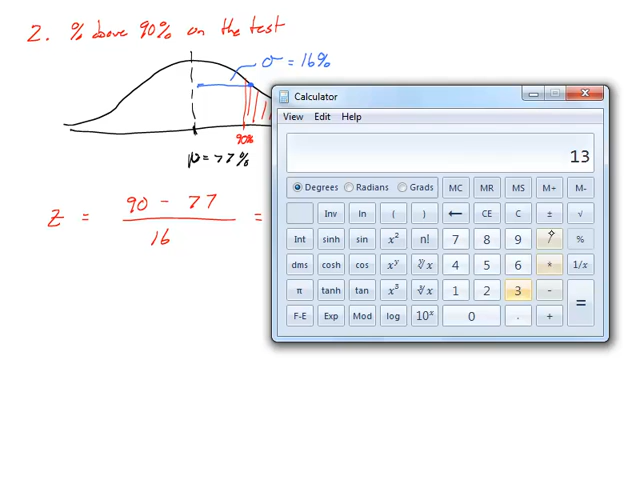 2. % above 90% on the test
σ = 16%
90%
μ = 77%
z = 90 - 77 =
16
Calculator
View Edit Help
13
Degrees Radians Grads MC MR MS M+ M-
Inv ln ( ) ← CE C ± √
Int sinh sin x² n! 7 8 9 / %
dms cosh cos xʸ ʸ√x 4 5 6 * 1/x
π tanh tan x³ ³√x 1 2 3 - =
F-E Exp Mod log 10ˣ 0 . +